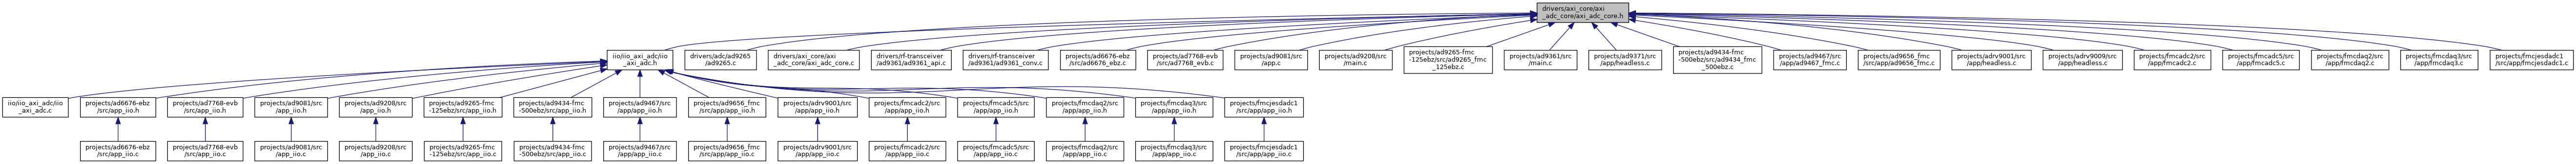 drivers/axi_core/axi
_adc_core/axi_adc_core.h
iio/iio_axi_adc/iio
_axi_adc.h
drivers/adc/ad9265
/ad9265.c
drivers/axi_core/axi
_adc_core/axi_adc_core.c
drivers/rf-transceiver
/ad9361/ad9361_api.c
drivers/rf-transceiver
/ad9361/ad9361_conv.c
projects/ad6676-ebz
/src/ad6676_ebz.c
projects/ad7768-evb
/src/ad7768_evb.c
projects/ad9081/src
/app.c
projects/ad9208/src
/main.c
projects/ad9265-fmc
-125ebz/src/ad9265_fmc
_125ebz.c
projects/ad9361/src
/main.c
projects/ad9371/src
/app/headless.c
projects/ad9434-fmc
-500ebz/src/ad9434_fmc
_500ebz.c
projects/ad9467/src
/app/ad9467_fmc.c
projects/ad9656_fmc
/src/app/ad9656_fmc.c
projects/adrv9001/src
/app/headless.c
projects/adrv9009/src
/app/headless.c
projects/fmcadc2/src
/app/fmcadc2.c
projects/fmcadc5/src
/app/fmcadc5.c
projects/fmcdaq2/src
/app/fmcdaq2.c
projects/fmcdaq3/src
/app/fmcdaq3.c
projects/fmcjesdadc1
/src/app/fmcjesdadc1.c
iio/iio_axi_adc/iio
_axi_adc.c
projects/ad6676-ebz
/src/app_iio.h
projects/ad7768-evb
/src/app_iio.h
projects/ad9081/src
/app_iio.h
projects/ad9208/src
/app_iio.h
projects/ad9265-fmc
-125ebz/src/app_iio.h
projects/ad9434-fmc
-500ebz/src/app_iio.h
projects/ad9467/src
/app/app_iio.h
projects/ad9656_fmc
/src/app/app_iio.h
projects/adrv9001/src
/app/app_iio.h
projects/fmcadc2/src
/app/app_iio.h
projects/fmcadc5/src
/app/app_iio.h
projects/fmcdaq2/src
/app/app_iio.h
projects/fmcdaq3/src
/app/app_iio.h
projects/fmcjesdadc1
/src/app/app_iio.h
projects/ad6676-ebz
/src/app_iio.c
projects/ad7768-evb
/src/app_iio.c
projects/ad9081/src
/app_iio.c
projects/ad9208/src
/app_iio.c
projects/ad9265-fmc
-125ebz/src/app_iio.c
projects/ad9434-fmc
-500ebz/src/app_iio.c
projects/ad9467/src
/app/app_iio.c
projects/ad9656_fmc
/src/app/app_iio.c
projects/adrv9001/src
/app/app_iio.c
projects/fmcadc2/src
/app/app_iio.c
projects/fmcadc5/src
/app/app_iio.c
projects/fmcdaq2/src
/app/app_iio.c
projects/fmcdaq3/src
/app/app_iio.c
projects/fmcjesdadc1
/src/app/app_iio.c